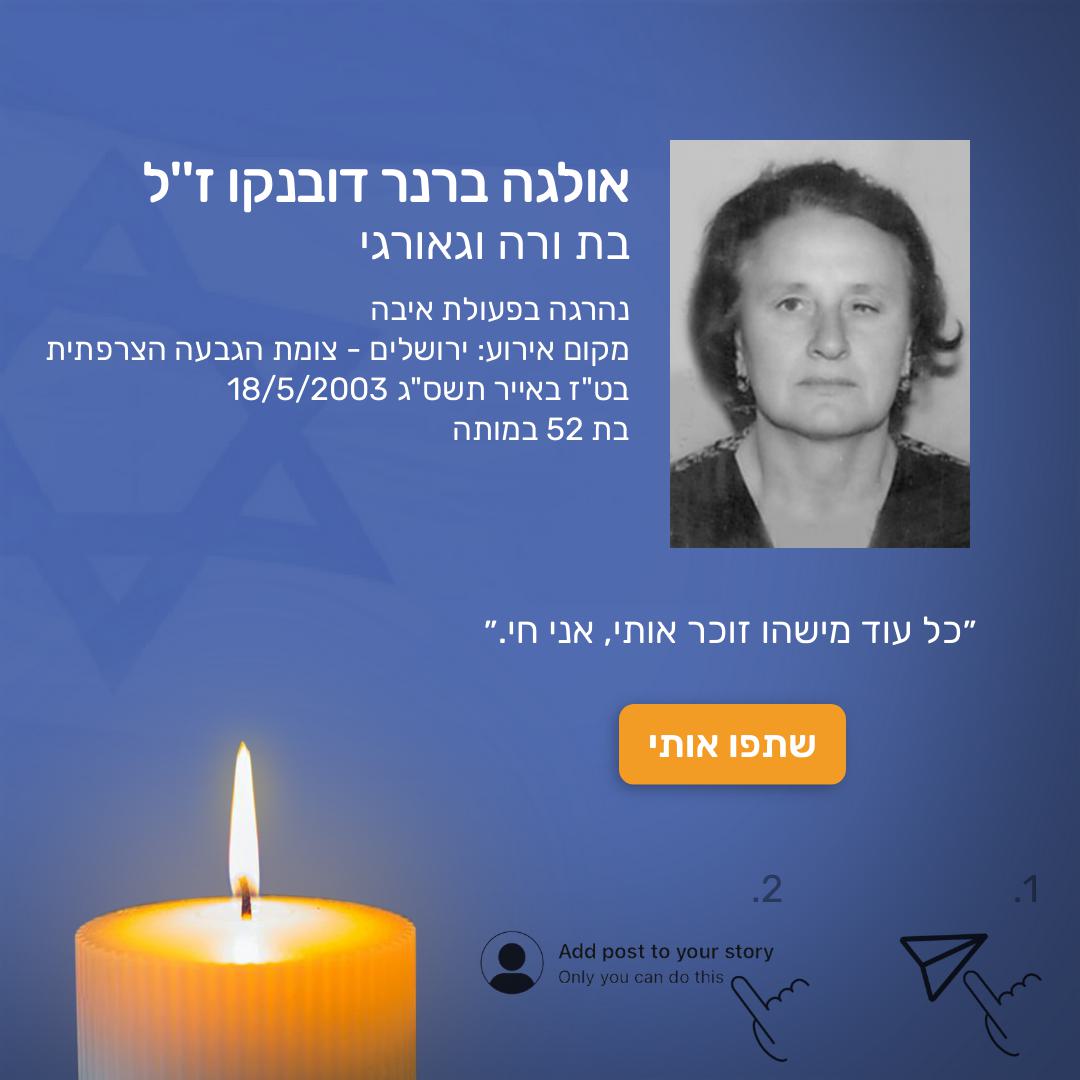 אולגה ברנר דובנקו ז"ל
בת ורה וגאורגי
נהרגה בפעולת איבה
מקום אירוע: ירושלים - צומת הגבעה הצרפתית
בט"ז באייר תשס"ג 18/5/2003
בת 52 במותה
״כל עוד מישהו זוכר אותי, אני חי.״
שתפו אותי
1.
2.
Add post to your story
Only you can do this